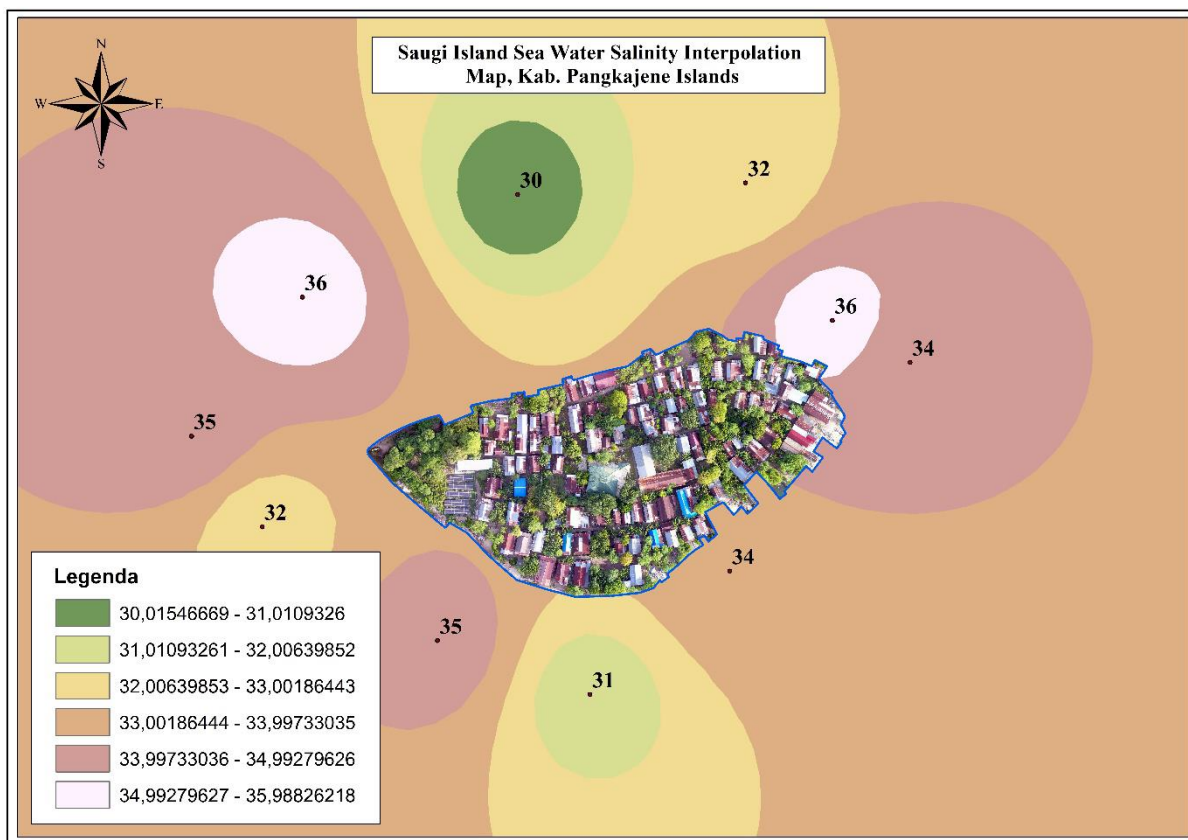 Saugi Island Sea Water Salinity Interpolation
Map, Kab. Pangkajene Islands
N
W
E
S
30
32
36
36
34
35
32
34
35
31
Legenda
30,01546669 - 31,0109326
31,01093261 - 32,00639852
32,00639853 - 33,00186443
33,00186444 - 33,99733035
33,99733036 - 34,99279626
34,99279627 - 35,98826218